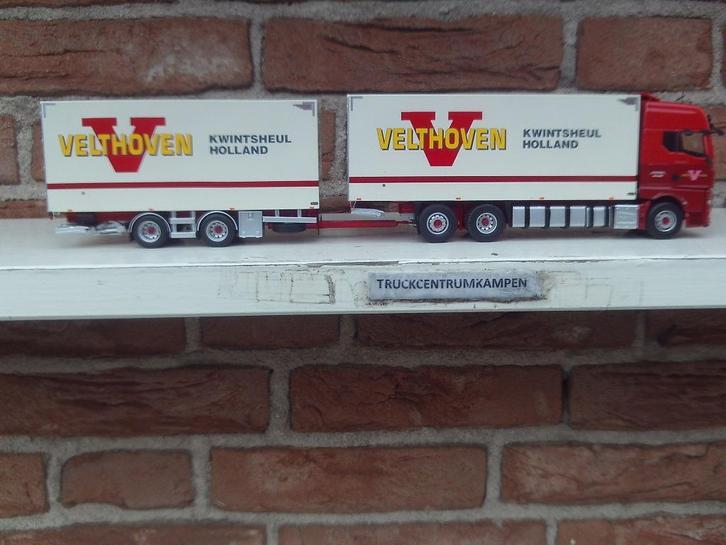 V
VELTHOVEN
KWINTSHEUL
HOLLAND
V
VELTHOVEN
KWINTSHEUL
HOLLAND
V
TRUCKCENTRUMKAMPEN